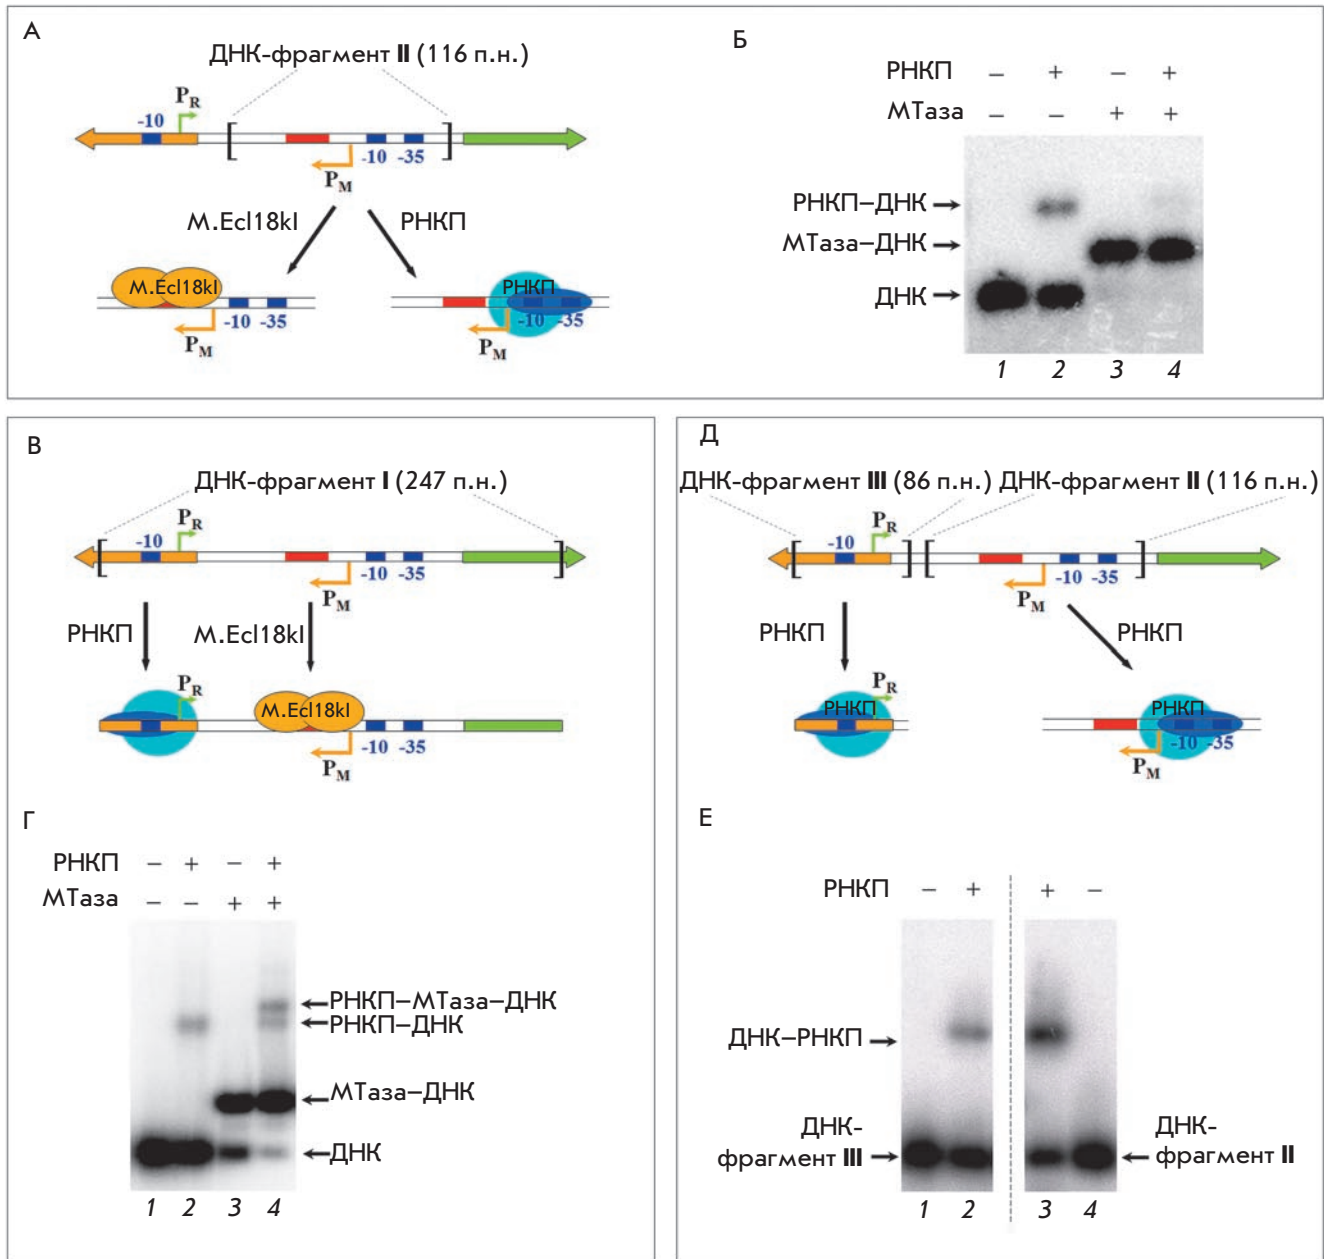 А
ДНК-фрагмент II (116 п.н.)
PR
-10
-10
-35
PM
M.Ecl18kI
РНКП
M.Ecl18kI
-10
-35
PM
РНКП
-10
-35
PM
Б
РНКП – + – +
МТаза – – + +
РНКП–ДНК
МТаза–ДНК
ДНК
1 2 3 4
В
ДНК-фрагмент I (247 п.н.)
PR
-10
-10
-35
PM
РНКП
M.Ecl18kI
PR
M.Ecl18kI
-10
-35
PM
Г
РНКП – + – +
МТаза – – + +
РНКП–МТаза–ДНК
РНКП–ДНК
МТаза–ДНК
ДНК
1 2 3 4
Д
ДНК-фрагмент III (86 п.н.)
ДНК-фрагмент II (116 п.н.)
PR
-10
-10
-35
PM
РНКП
РНКП
PR
РНКП
РНКП
-10
-35
PM
Е
РНКП – + + –
ДНК–РНКП
ДНК-
фрагмент III
ДНК-
фрагмент II
1 2 3 4